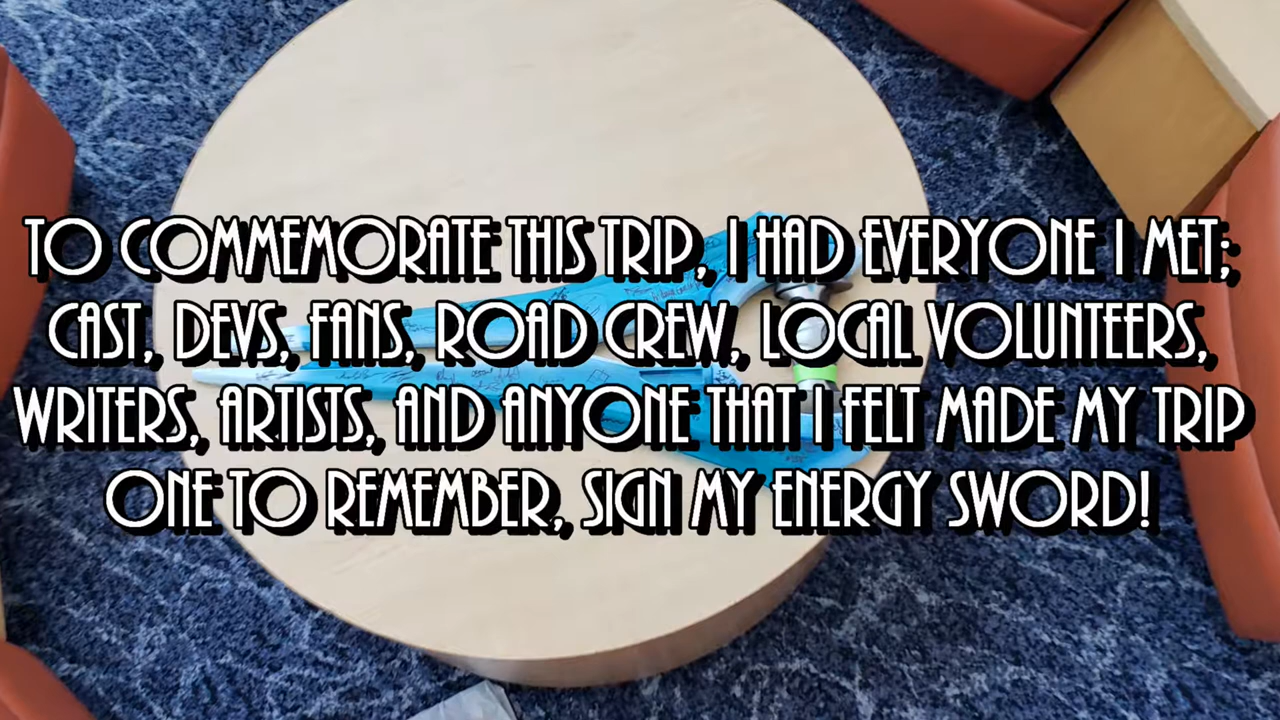 TO COMMEMORATE THIS TRIP, I HAD EVERYONE I MET;
CAST, DEVS, FANS, ROAD CREW, LOCAL VOLUNTEERS,
WRITERS, ARTISTS, AND ANYONE THAT I FELT MADE MY TRIP
ONE TO REMEMBER, SIGN MY ENERGY SWORD!